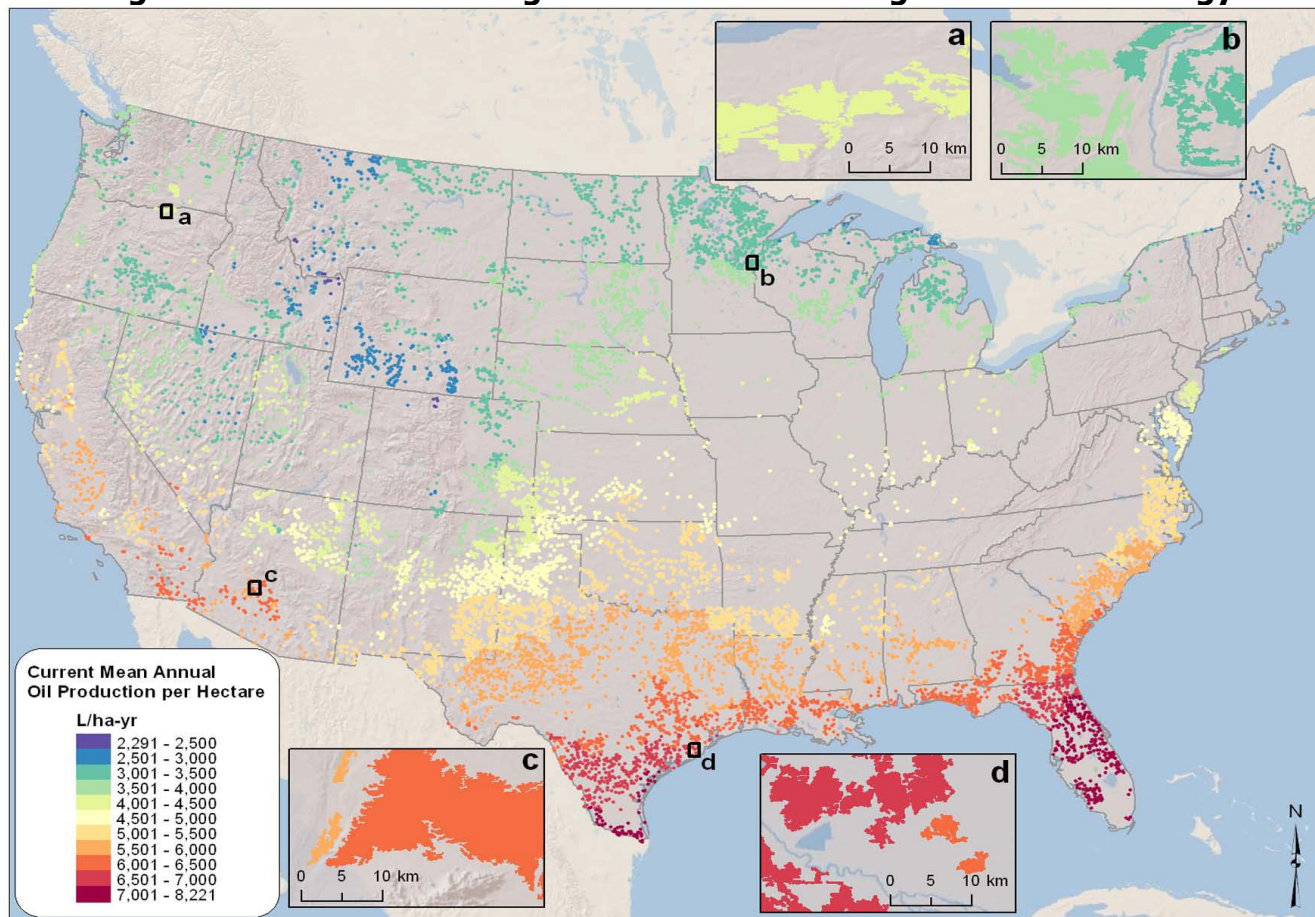 a
0 5 10 km
b
0 5 10 km
a
b
c
d
Current Mean Annual
Oil Production per Hectare
L/ha-yr
2,291 - 2,500
2,501 - 3,000
3,001 - 3,500
3,501 - 4,000
4,001 - 4,500
4,501 - 5,000
5,001 - 5,500
5,501 - 6,000
6,001 - 6,500
6,501 - 7,000
7,001 - 8,221
c
0 5 10 km
d
0 5 10 km
N